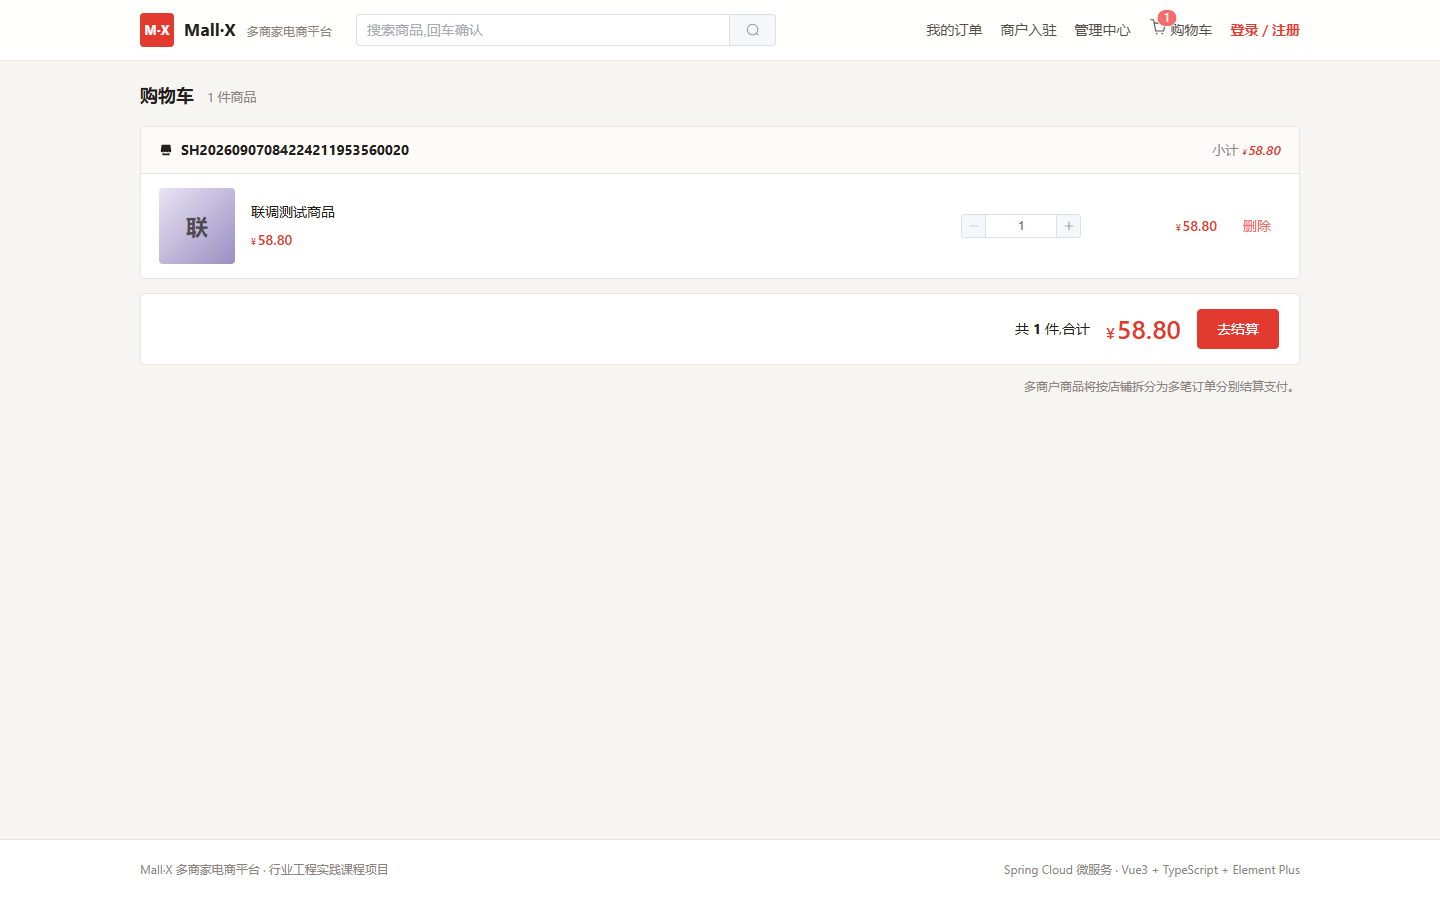 M·X Mall·X 多商家电商平台 搜索商品,回车确认 我的订单 商户入驻 管理中心 1 购物车 登录 / 注册
购物车 1 件商品
SH20260907084224211953560020 小计 ¥58.80
联 联调测试商品
¥58.80 1 ¥58.80 删除
共 1 件,合计 ¥58.80 去结算
多商户商品将按店铺拆分为多笔订单分别结算支付。
Mall·X 多商家电商平台 · 行业工程实践课程项目 Spring Cloud 微服务 · Vue3 + TypeScript + Element Plus